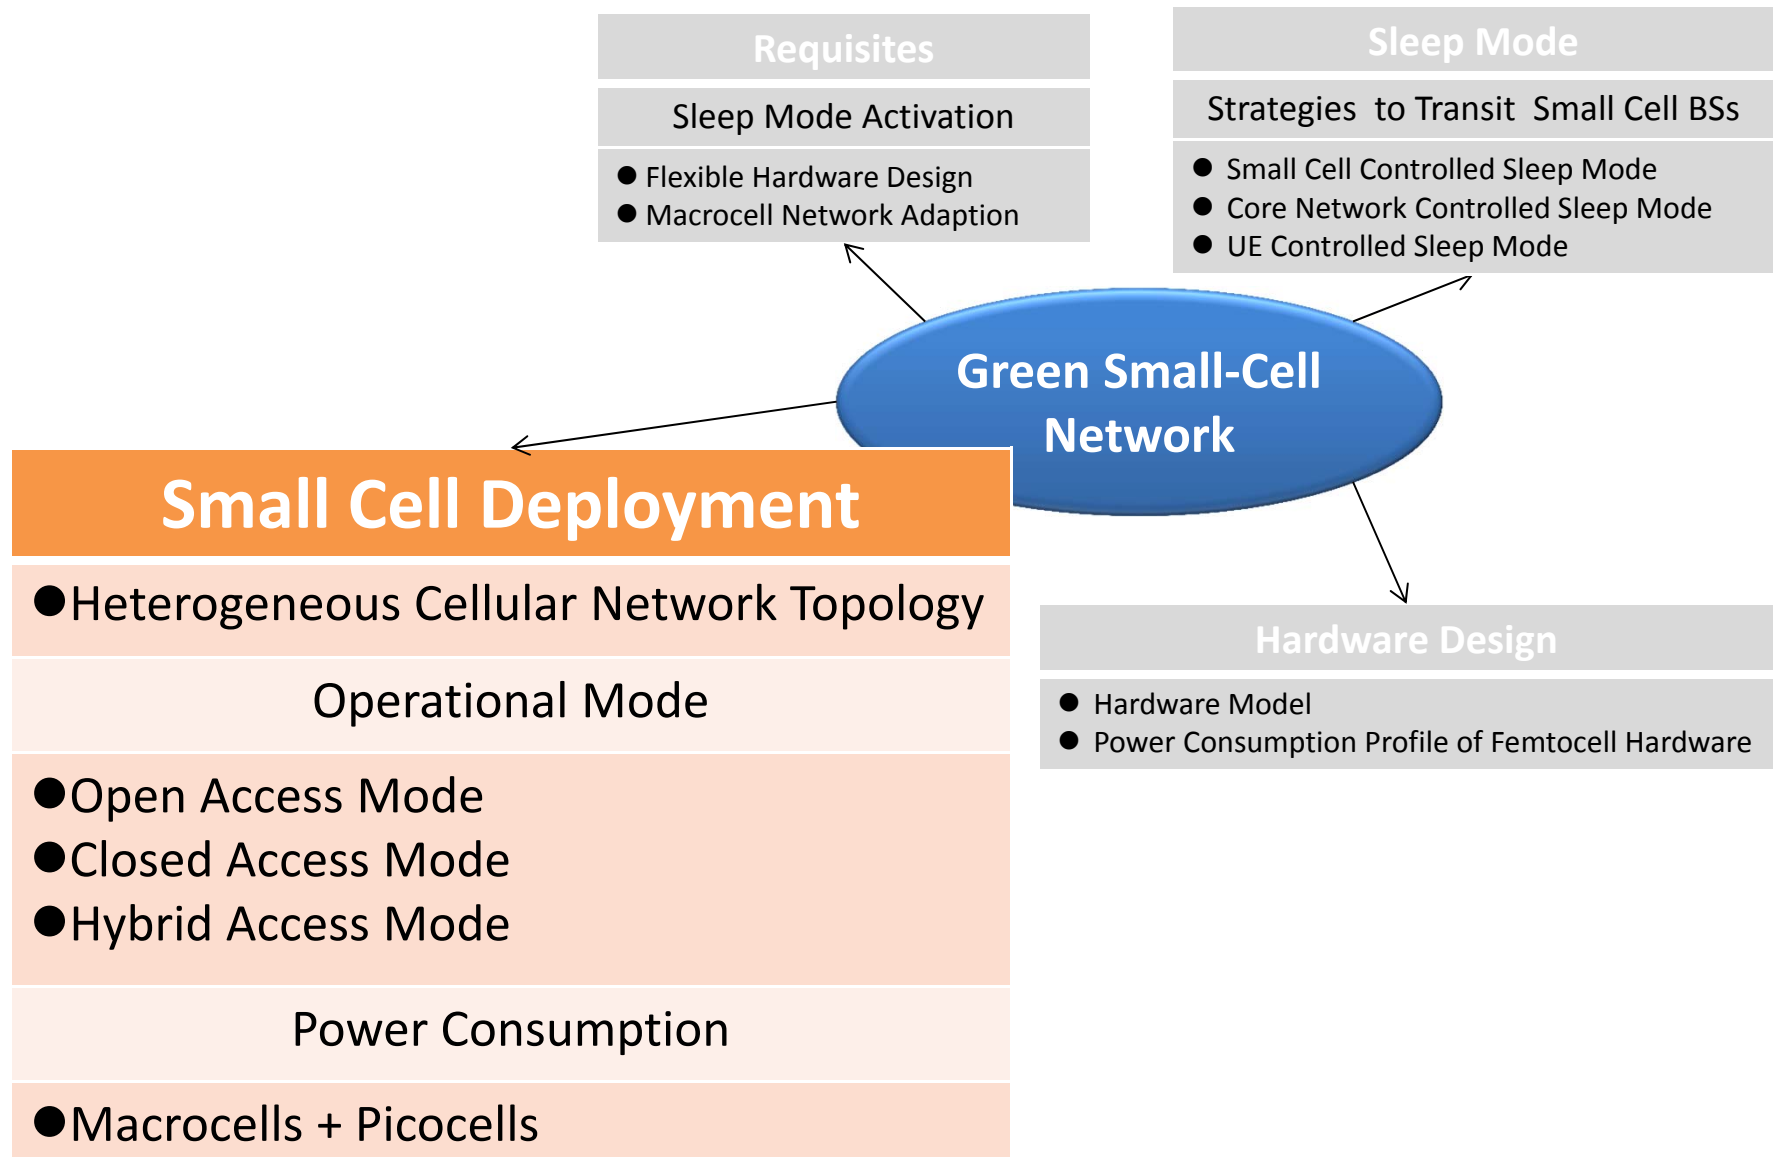 Requisites
Sleep Mode Activation
● Flexible Hardware Design
● Macrocell Network Adaption
Sleep Mode
Strategies to Transit Small Cell BSs
● Small Cell Controlled Sleep Mode
● Core Network Controlled Sleep Mode
● UE Controlled Sleep Mode
Green Small-Cell
Network
Small Cell Deployment
●Heterogeneous Cellular Network Topology
Operational Mode
●Open Access Mode
●Closed Access Mode
●Hybrid Access Mode
Power Consumption
●Macrocells + Picocells
Hardware Design
● Hardware Model
● Power Consumption Profile of Femtocell Hardware